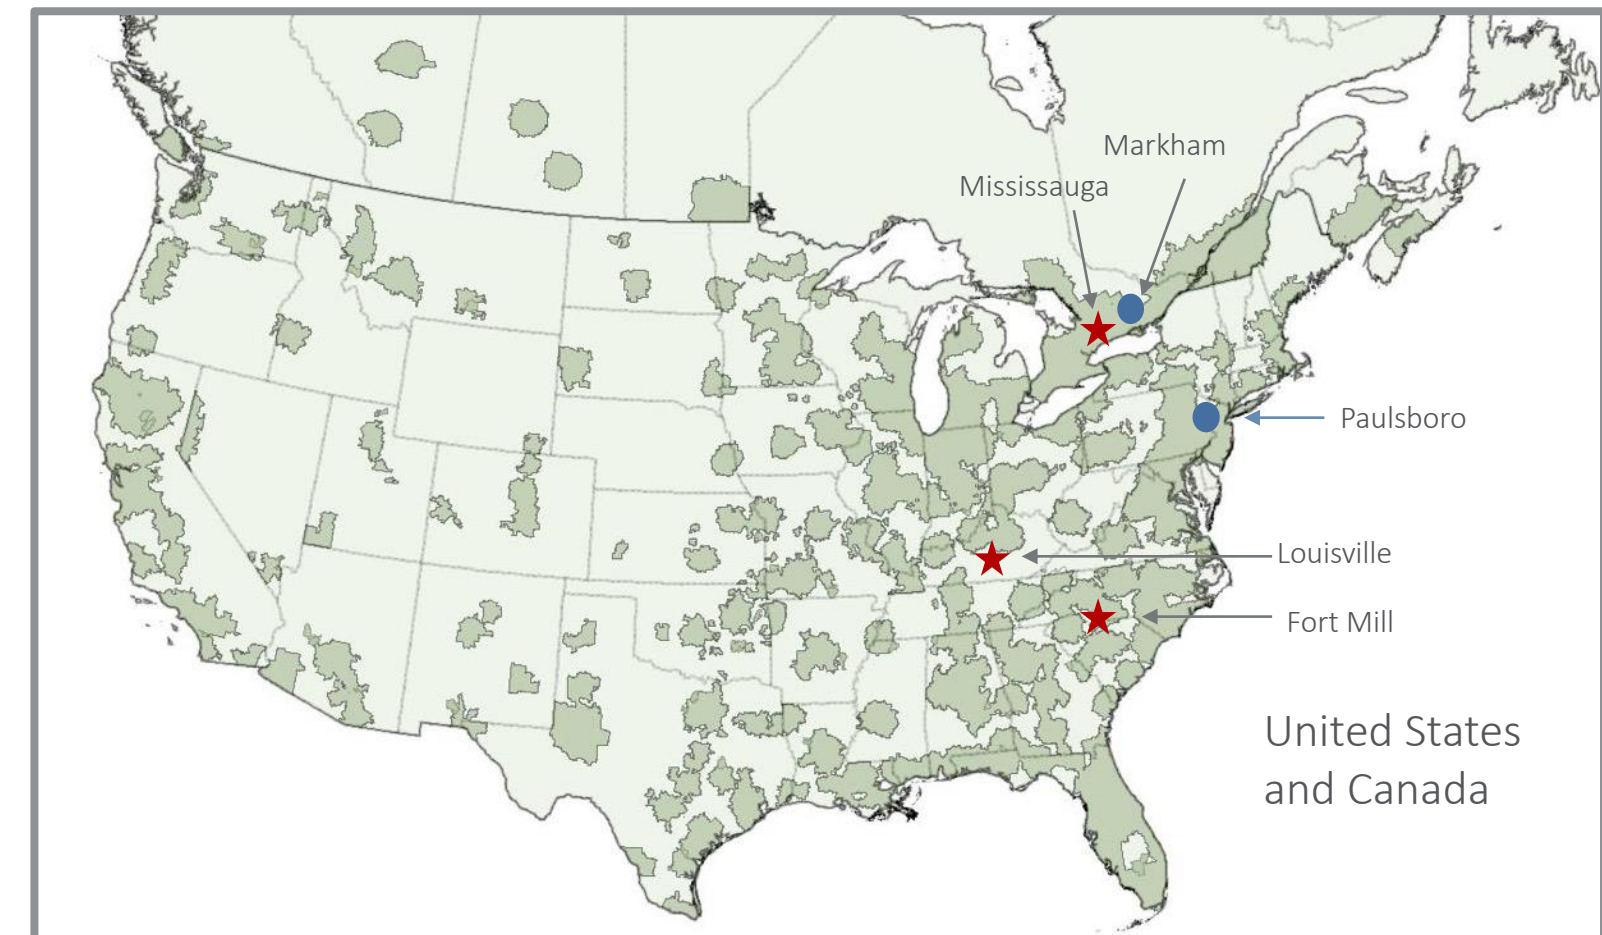 Markham
Mississauga
Paulsboro
Louisville
Fort Mill
United States
and Canada